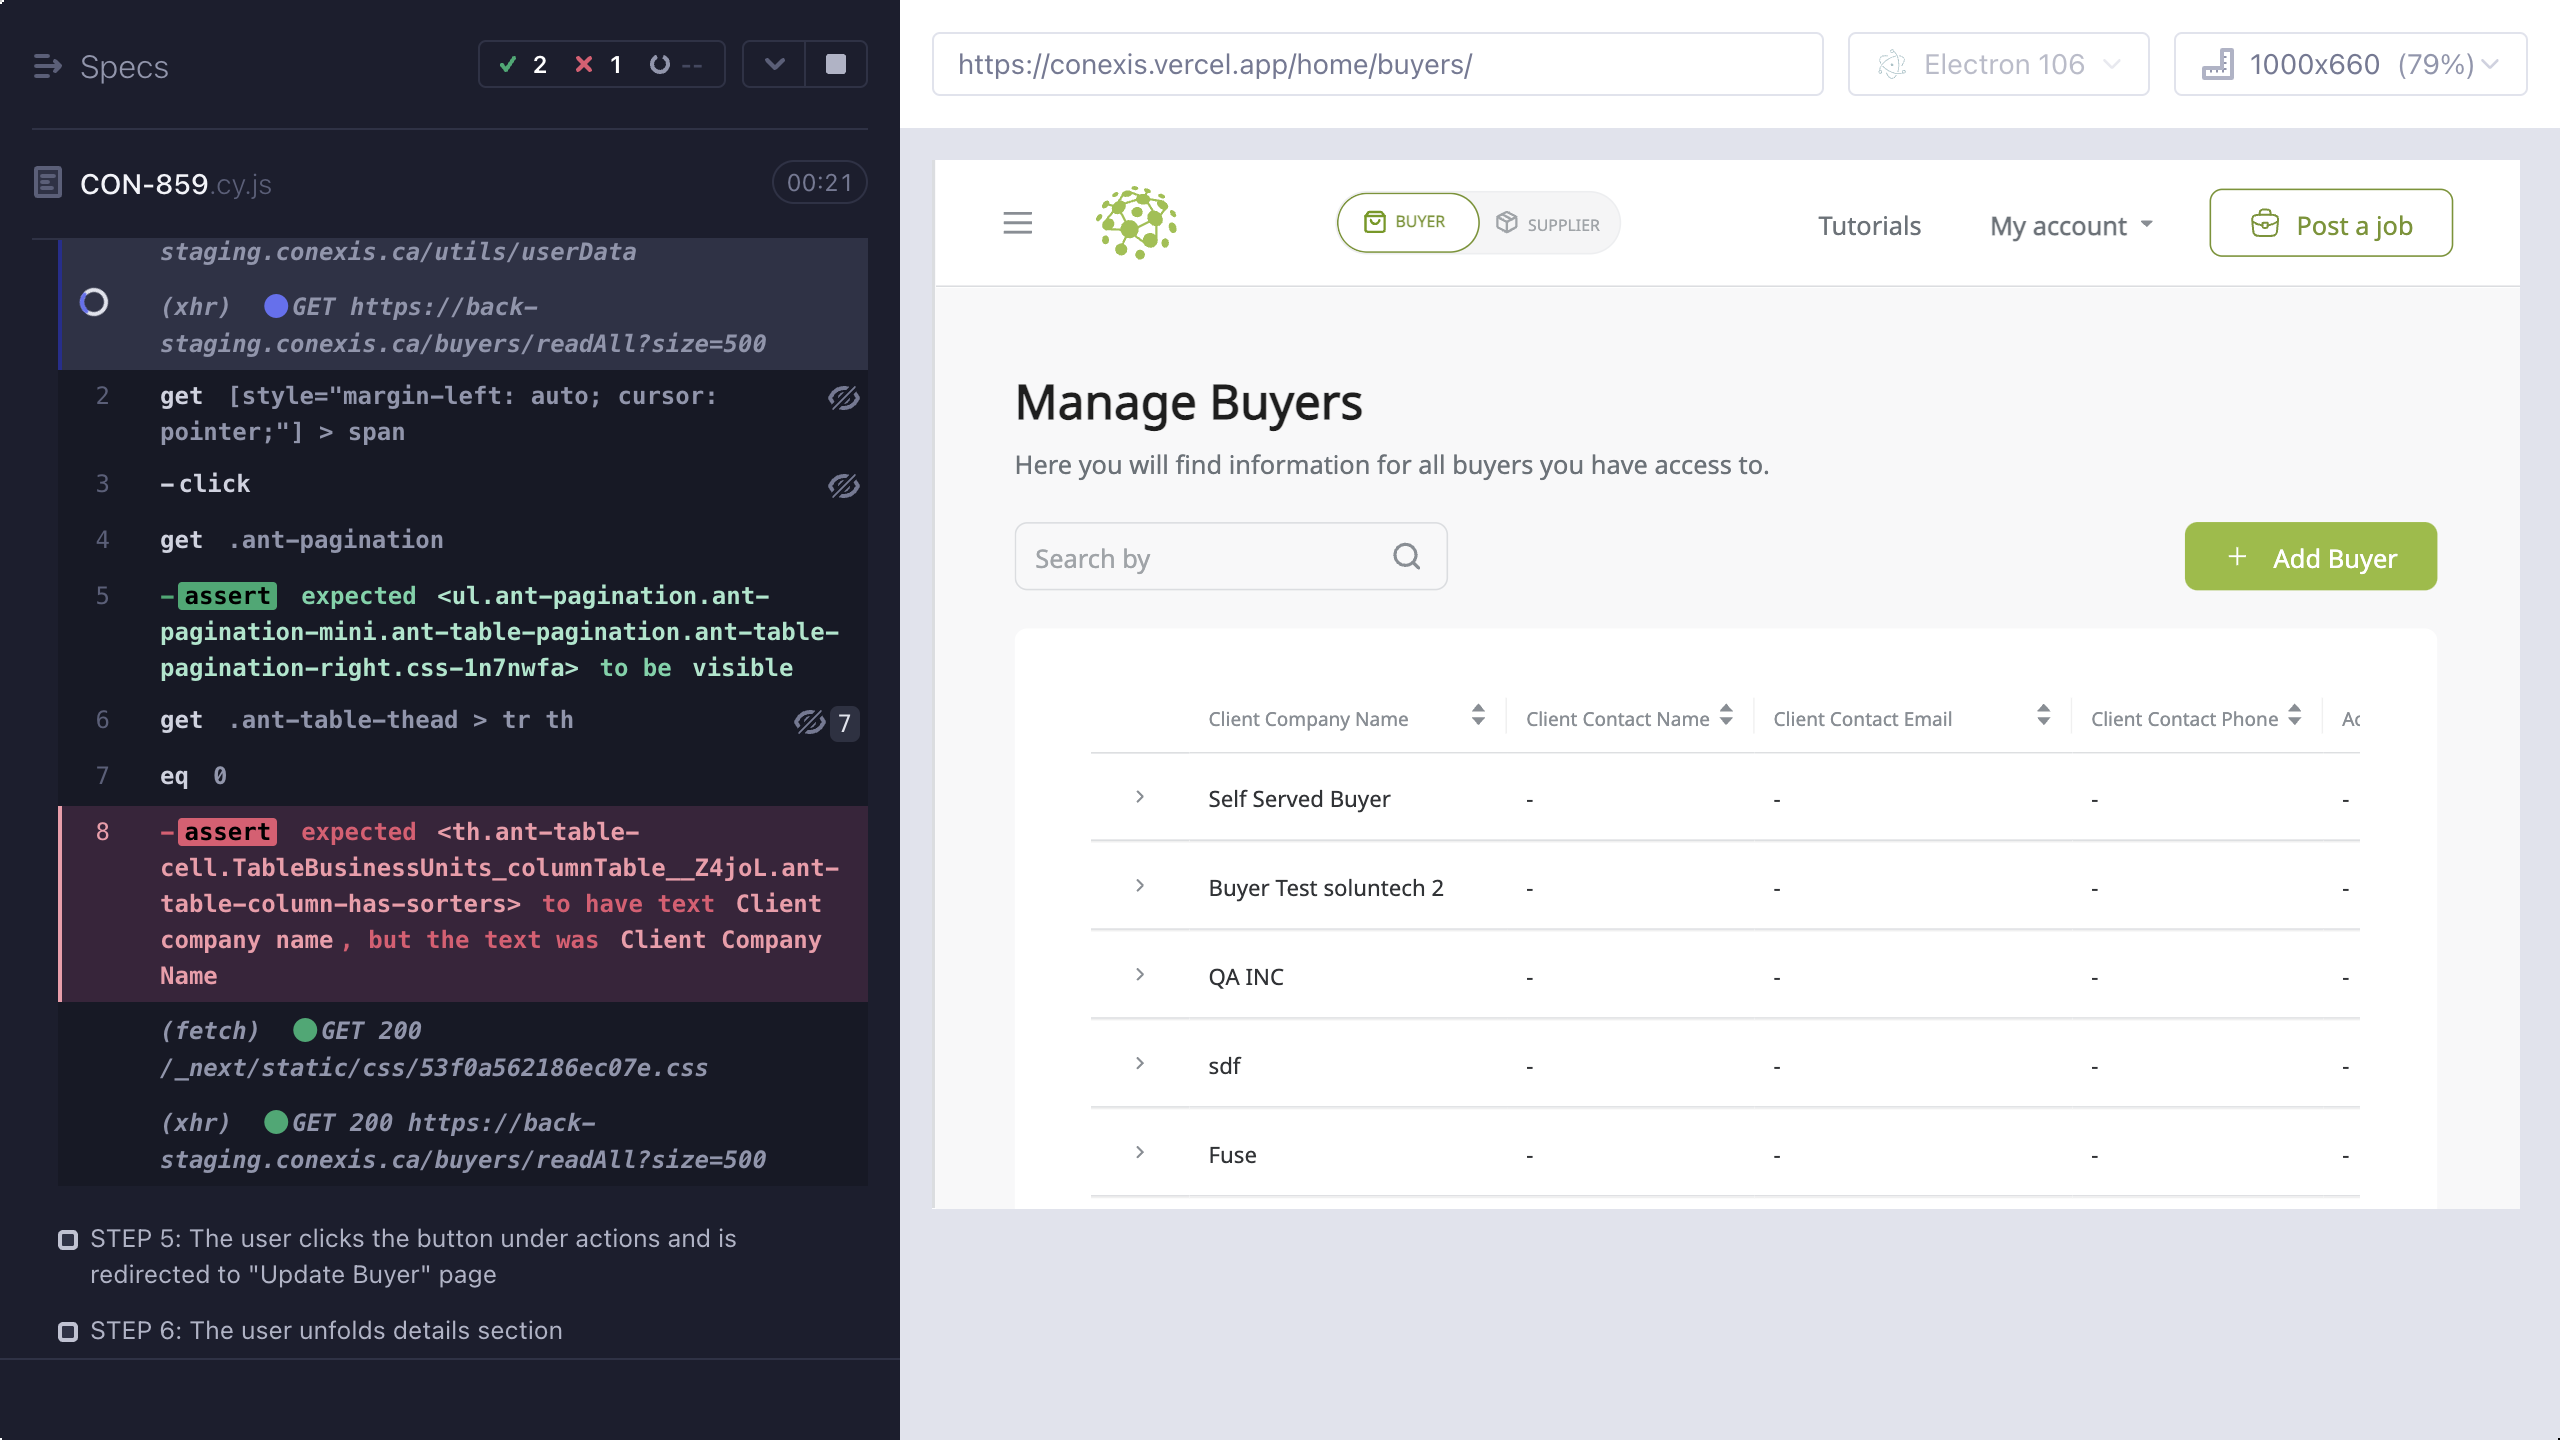 Specs
2
1
--
CON-859.cy.js
00:21
staging.conexis.ca/utils/userData
(xhr) GET https://back-
staging.conexis.ca/buyers/readAll?size=500
2 get [style="margin-left: auto; cursor:
pointer;"] > span
3 -click
4 get .ant-pagination
5 -assert expected <ul.ant-pagination.ant-
pagination-mini.ant-table-pagination.ant-table-
pagination-right.css-1n7nwfa> to be visible
6 get .ant-table-thead > tr th 7
7 eq 0
8 -assert expected <th.ant-table-
cell.TableBusinessUnits_columnTable__Z4joL.ant-
table-column-has-sorters> to have text Client
company name, but the text was Client Company
Name
(fetch) GET 200
/_next/static/css/53f0a562186ec07e.css
(xhr) GET 200 https://back-
staging.conexis.ca/buyers/readAll?size=500
STEP 5: The user clicks the button under actions and is
redirected to "Update Buyer" page
STEP 6: The user unfolds details section
https://conexis.vercel.app/home/buyers/
Electron 106
1000x660 (79%)
BUYER
SUPPLIER
Tutorials
My account
Post a job
Manage Buyers
Here you will find information for all buyers you have access to.
Search by
+ Add Buyer
Client Company Name Client Contact Name Client Contact Email Client Contact Phone
Self Served Buyer - - - -
Buyer Test soluntech 2 - - - -
QA INC - - - -
sdf - - - -
Fuse - - - -